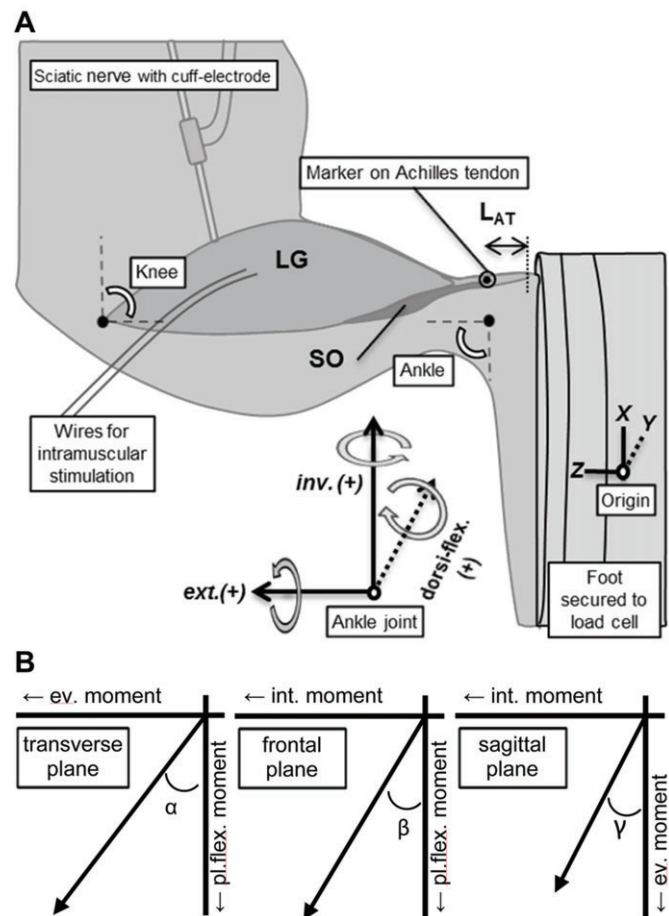 A
Sciatic nerve with cuff-electrode
Marker on Achilles tendon
LAT
Knee
LG
SO
Ankle
Wires for
intramuscular
stimulation
X
Y
Z
Origin
inv.(+)
dorsi-flex.
(+)
ext.(+)
Ankle joint
Foot
secured to
load cell
B
← ev. moment
transverse
plane
α
← pl.flex. moment
← int. moment
frontal
plane
β
← pl.flex. moment
← int. moment
sagittal
plane
γ
← ev. moment